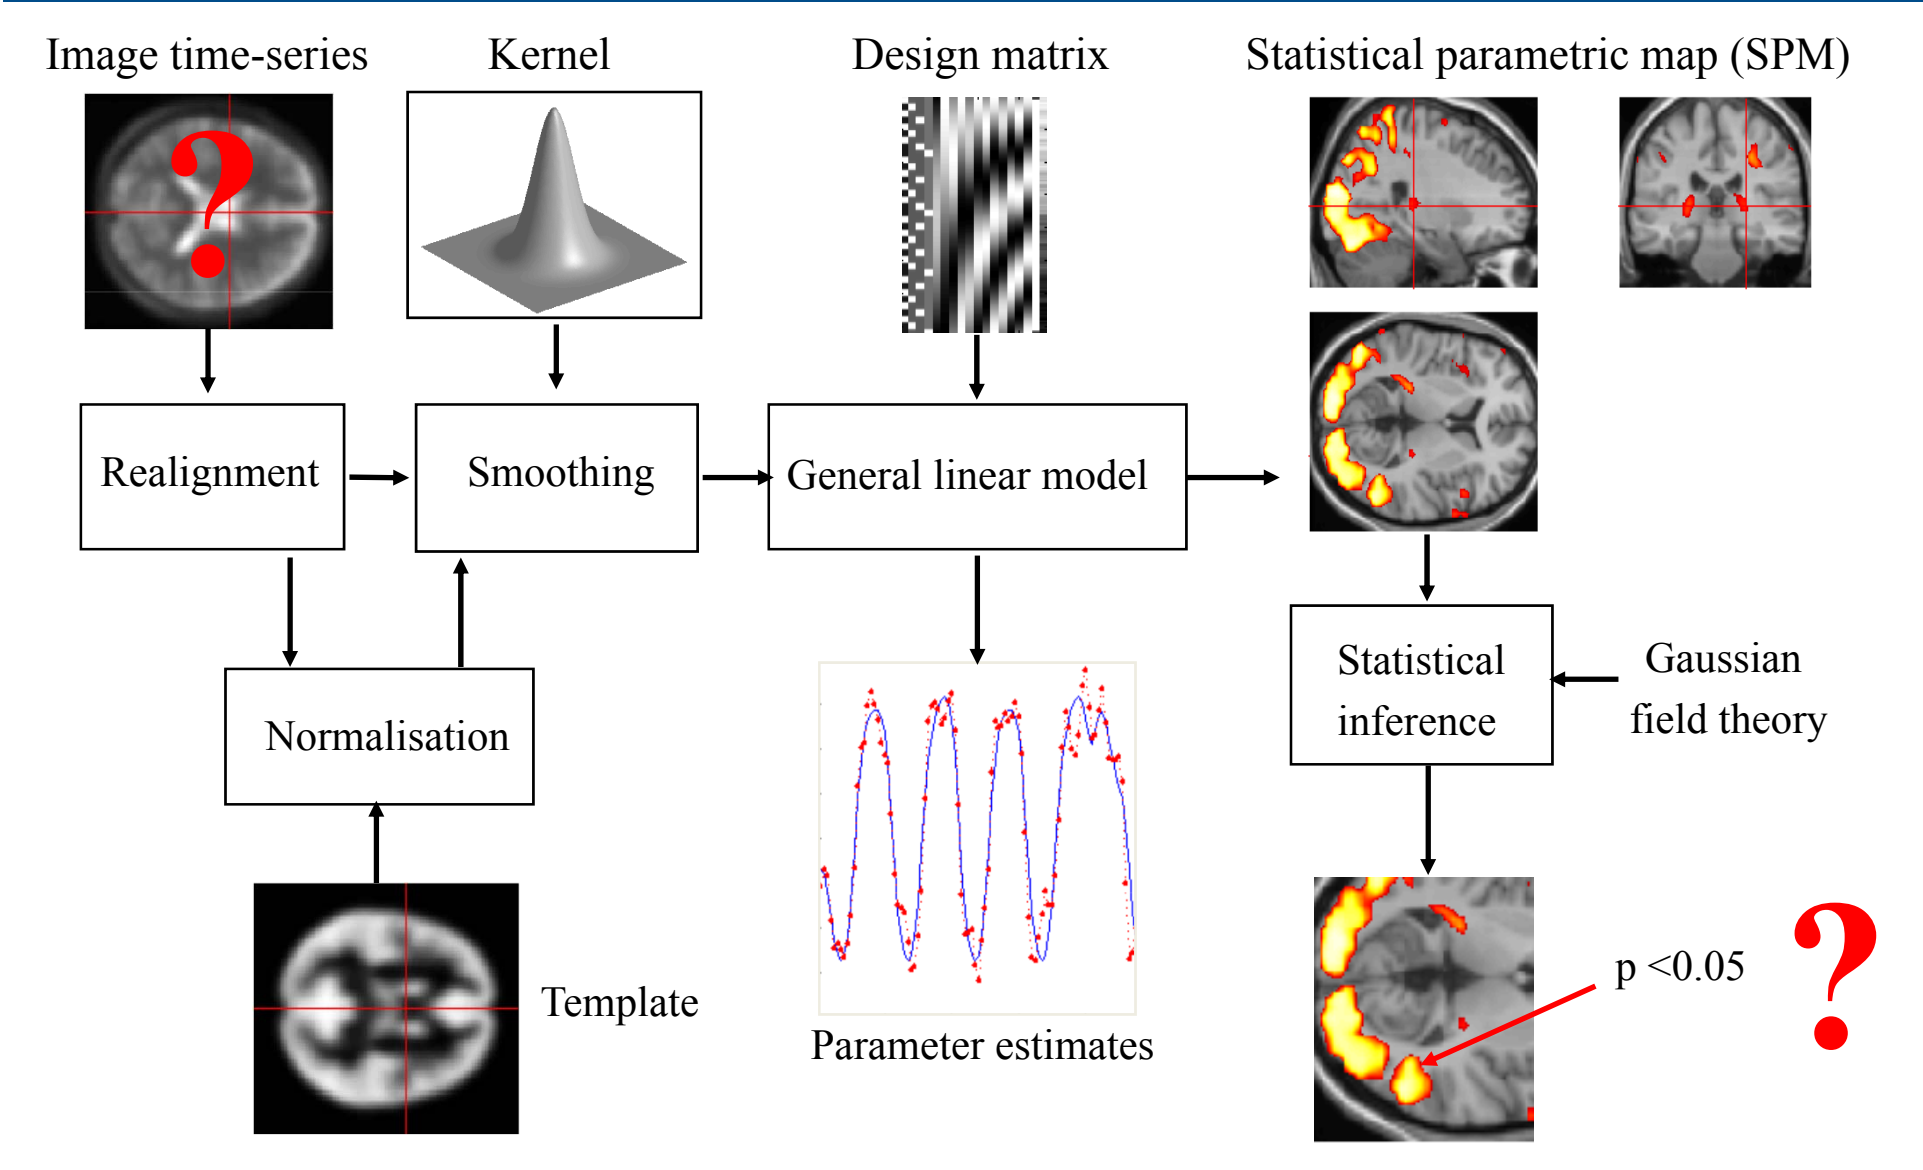 Image time-series
Kernel
Design matrix
Statistical parametric map (SPM)
?
Realignment
Smoothing
General linear model
Statistical
inference
Gaussian
field theory
Normalisation
Template
Parameter estimates
p <0.05
?